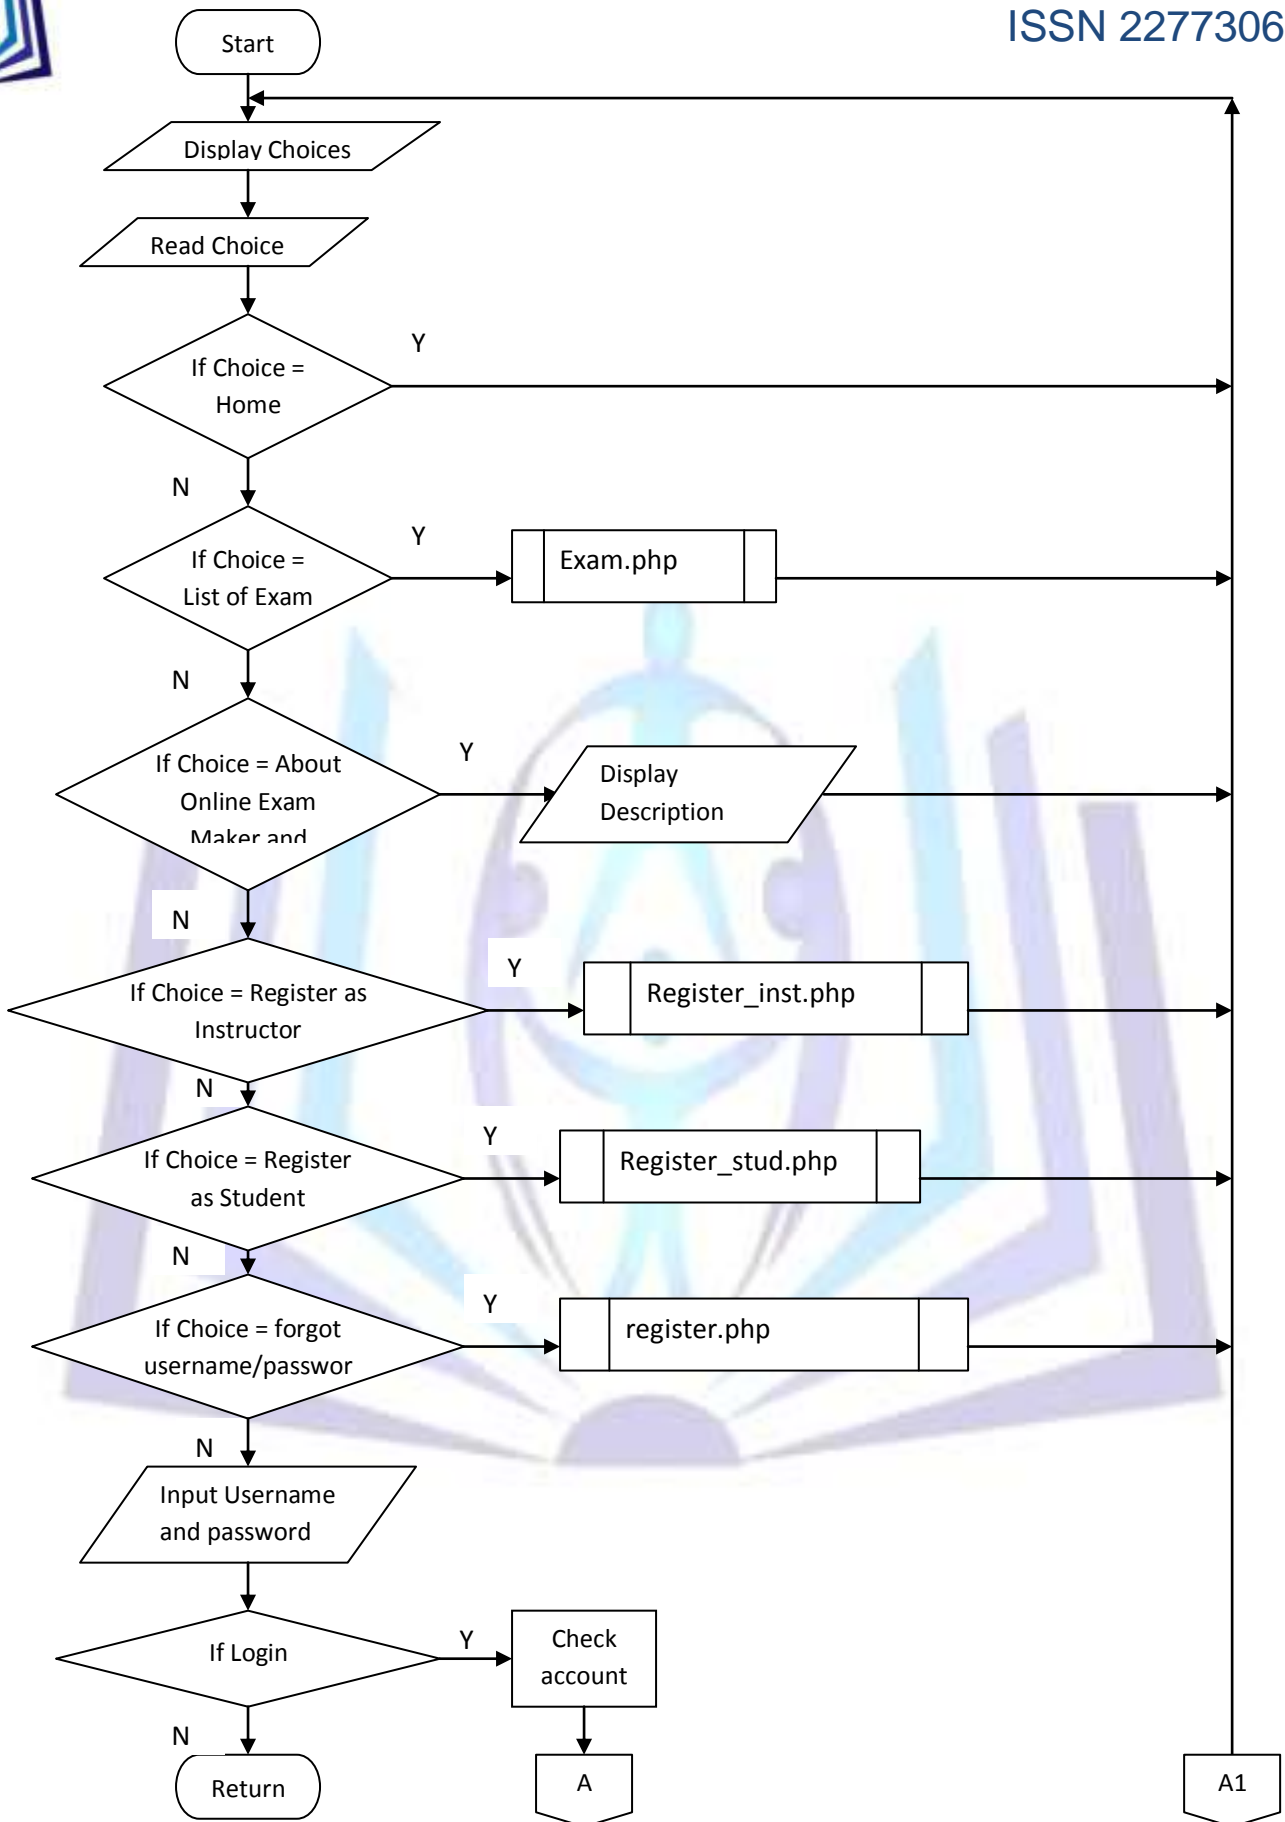 ISSN 2277306
Start
Display Choices
Read Choice
If Choice =
Home
Y
N
If Choice =
List of Exam
Y
Exam.php
N
If Choice = About
Online Exam
Maker and
Y
Display
Description
N
If Choice = Register as
Instructor
Y
Register_inst.php
N
If Choice = Register
as Student
Y
Register_stud.php
N
If Choice = forgot
username/passwor
Y
register.php
N
Input Username
and password
If Login
Y
Check
account
N
Return
A
A1